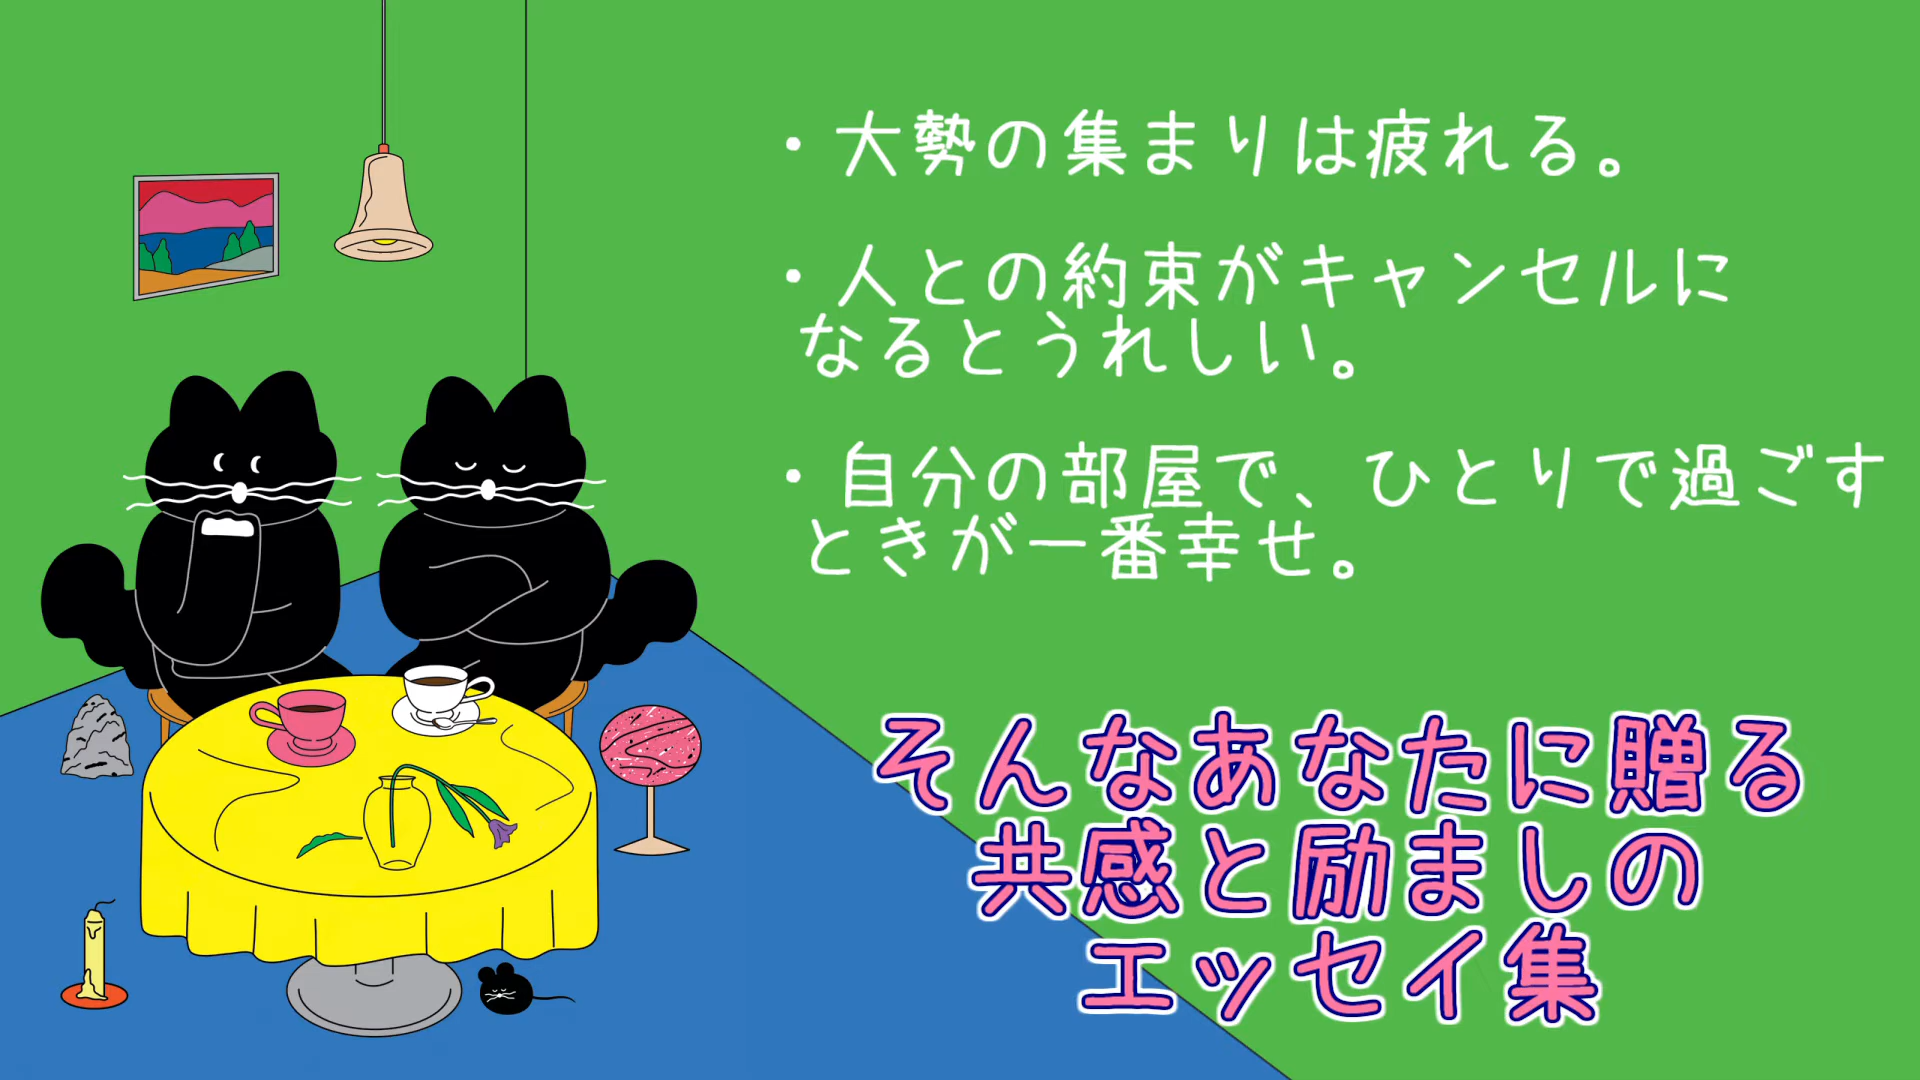 ・大勢の集まりは疲れる。
・人との約束がキャンセルに
なるとうれしい。
・自分の部屋で、ひとりで過ごす
ときが一番幸せ。
そんなあなたに贈る
共感と励ましの
エッセイ集